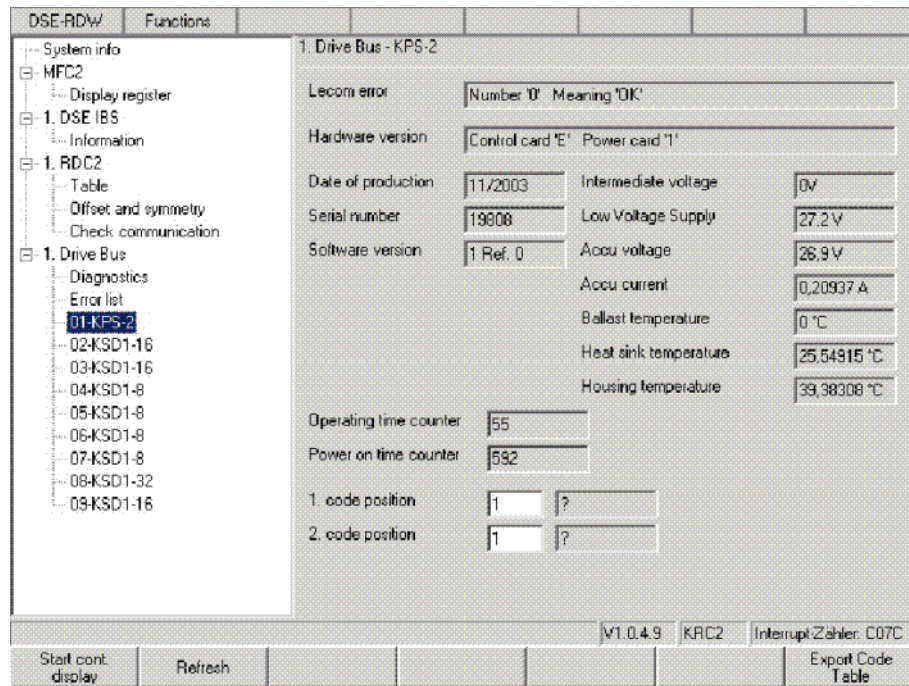 DSE-RDW Functions
System info
MFC2
Display register
1. DSE IBS
Information
1. RDC2
Table
Offset and symmetry
Check communication
1. Drive Bus
Diagnostics
Error list
01-KPS-2
02-KSD1-16
03-KSD1-16
04-KSD1-8
05-KSD1-8
06-KSD1-8
07-KSD1-8
08-KSD1-32
09-KSD1-16
1. Drive Bus - KPS-2
Lecom error Number '0' Meaning 'OK'
Hardware version Control card 'E' Power card '1'
Date of production 11/2003 Intermediate voltage 0V
Serial number 19808 Low Voltage Supply 27,2 V
Software version 1 Ref. 0 Accu voltage 26,9 V
Accu current 0,20937 A
Ballast temperature 0 °C
Heat sink temperature 25,54915 °C
Housing temperature 39,38308 °C
Operating time counter 55
Power on time counter 592
1. code position 1 ?
2. code position 1 ?
V1.0.4.9 KRC2 Interrupt-Zähler: C07C
Start cont. display Refresh Export Code Table